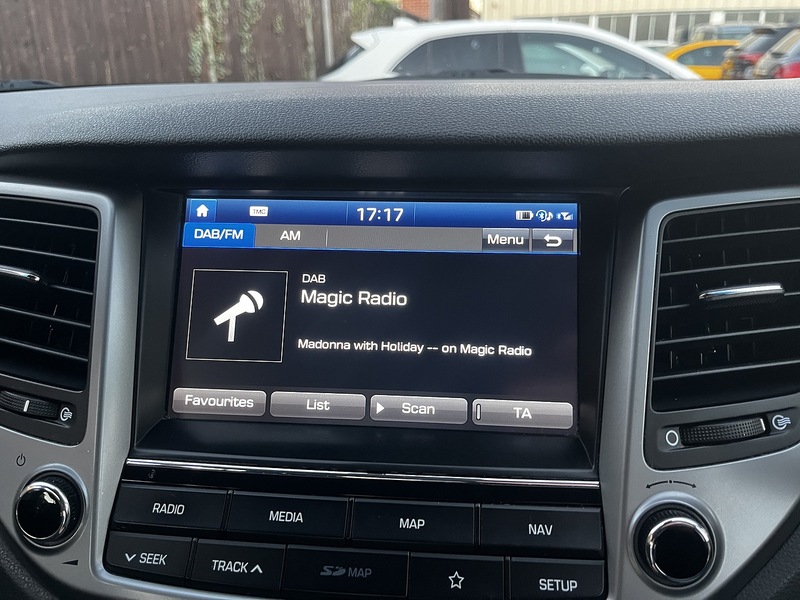 TMC 17:17
DAB/FM AM Menu
DAB
Magic Radio
Madonna with Holiday -- on Magic Radio
Favourites List Scan TA
RADIO MEDIA MAP NAV
SEEK TRACK SD MAP SETUP